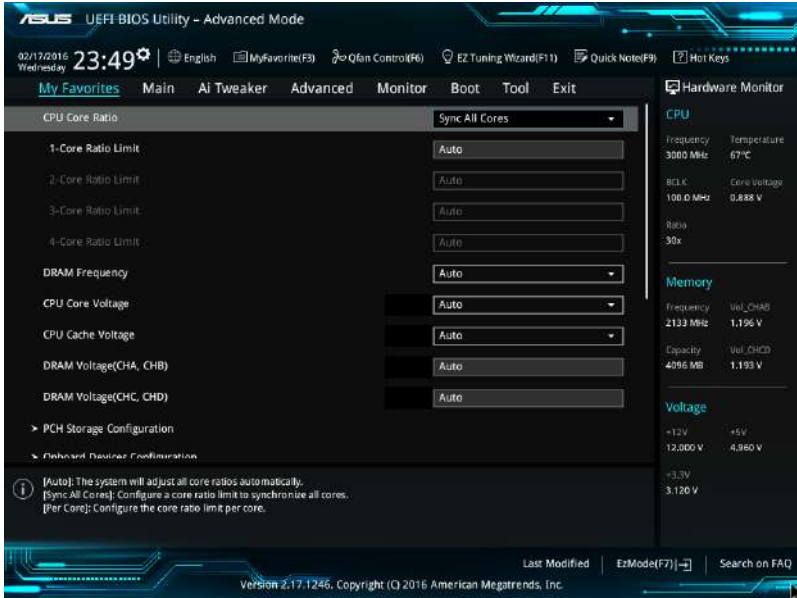 ASUS UEFI BIOS Utility – Advanced Mode
02/17/2016 Wednesday 23:49 English MyFavorite(F3) Qfan Control(F6) EZ Tuning Wizard(F11) Quick Note(F9) Hot Keys
My Favorites Main Ai Tweaker Advanced Monitor Boot Tool Exit
Hardware Monitor
CPU Core Ratio Sync All Cores
1-Core Ratio Limit Auto
2-Core Ratio Limit Auto
3-Core Ratio Limit Auto
4-Core Ratio Limit Auto
DRAM Frequency Auto
CPU Core Voltage Auto
CPU Cache Voltage Auto
DRAM Voltage(CHA, CHB) Auto
DRAM Voltage(CHC, CHD) Auto
> PCH Storage Configuration
> Onboard Devices Configuration
CPU
Frequency Temperature
3000 MHz 67°C
BCLK Core Voltage
100.0 MHz 0.888 V
Ratio
30x
Memory
Frequency Vol_CHAB
2133 MHz 1.196 V
Capacity Vol_CHCD
4096 MB 1.193 V
Voltage
+12V +5V
12.000 V 4.960 V
+3.3V
3.120 V
[Auto]: The system will adjust all core ratios automatically.
[Sync All Cores]: Configure a core ratio limit to synchronize all cores.
[Per Core]: Configure the core ratio limit per core.
Last Modified EzMode(F7) Search on FAQ
Version 2.17.1246. Copyright (C) 2016 American Megatrends, Inc.